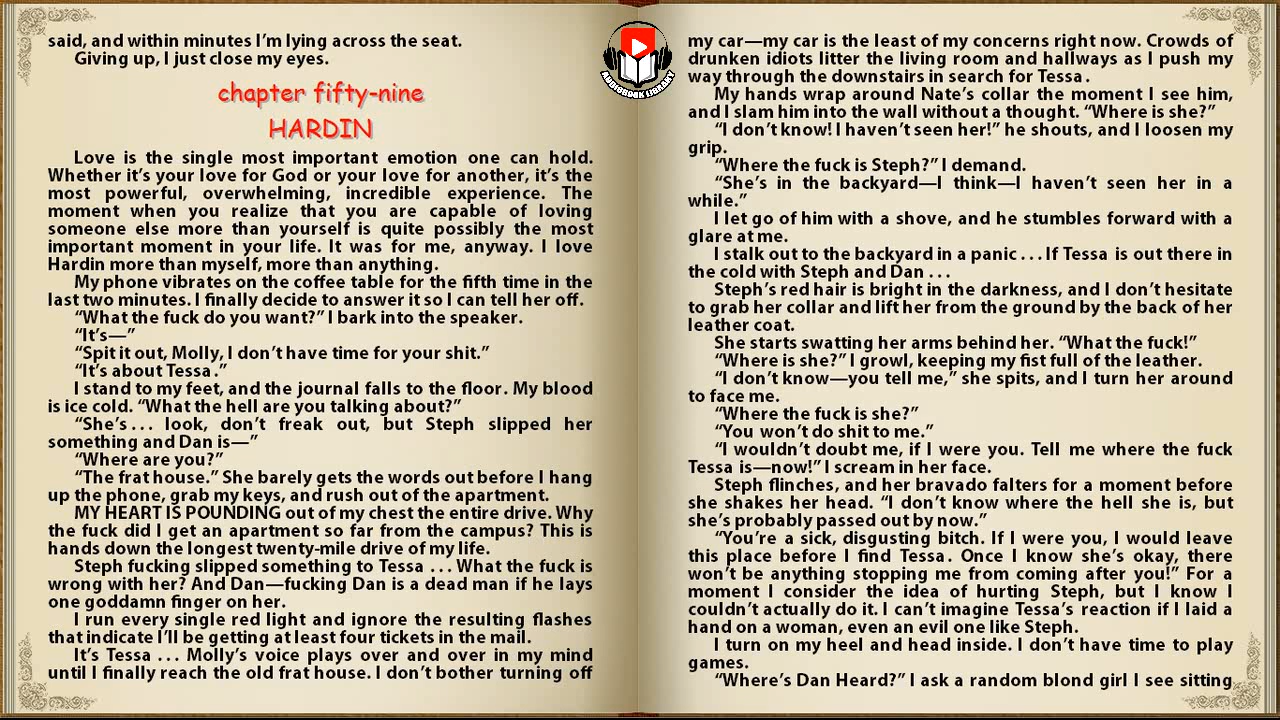 said, and within minutes I’m lying across the seat.
Giving up, I just close my eyes.
chapter fifty-nine
HARDIN
Love is the single most important emotion one can hold.
Whether it’s your love for God or your love for another, it’s the
most powerful, overwhelming, incredible experience. The
moment when you realize that you are capable of loving
someone else more than yourself is quite possibly the most
important moment in your life. It was for me, anyway. I love
Hardin more than myself, more than anything.
My phone vibrates on the coffee table for the fifth time in the
last two minutes. I finally decide to answer it so I can tell her off.
“What the fuck do you want?” I bark into the speaker.
“It’s—”
“Spit it out, Molly, I don’t have time for your shit.”
“It’s about Tessa.”
I stand to my feet, and the journal falls to the floor. My blood
is ice cold. “What the hell are you talking about?”
“She’s . . . look, don’t freak out, but Steph slipped her
something and Dan is—”
“Where are you?”
“The frat house.” She barely gets the words out before I hang
up the phone, grab my keys, and rush out of the apartment.
MY HEART IS POUNDING out of my chest the entire drive. Why
the fuck did I get an apartment so far from the campus? This is
hands down the longest twenty-mile drive of my life.
Steph fucking slipped something to Tessa . . . What the fuck is
wrong with her? And Dan—fucking Dan is a dead man if he lays
one goddamn finger on her.
I run every single red light and ignore the resulting flashes
that indicate I’ll be getting at least four tickets in the mail.
It’s Tessa . . . Molly’s voice plays over and over in my mind
until I finally reach the old frat house. I don’t bother turning off
AUDIOBOOK LIBRARY
my car—my car is the least of my concerns right now. Crowds of
drunken idiots litter the living room and hallways as I push my
way through the downstairs in search for Tessa.
My hands wrap around Nate’s collar the moment I see him,
and I slam him into the wall without a thought. “Where is she?”
“I don’t know! I haven’t seen her!” he shouts, and I loosen my
grip.
“Where the fuck is Steph?” I demand.
“She’s in the backyard—I think—I haven’t seen her in a
while.”
I let go of him with a shove, and he stumbles forward with a
glare at me.
I stalk out to the backyard in a panic . . . If Tessa is out there in
the cold with Steph and Dan . . .
Steph’s red hair is bright in the darkness, and I don’t hesitate
to grab her collar and lift her from the ground by the back of her
leather coat.
She starts swatting her arms behind her. “What the fuck!”
“Where is she?” I growl, keeping my fist full of the leather.
“I don’t know—you tell me,” she spits, and I turn her around
to face me.
“Where the fuck is she?”
“You won’t do shit to me.”
“I wouldn’t doubt me, if I were you. Tell me where the fuck
Tessa is—now!” I scream in her face.
Steph flinches, and her bravado falters for a moment before
she shakes her head. “I don’t know where the hell she is, but
she’s probably passed out by now.”
“You’re a sick, disgusting bitch. If I were you, I would leave
this place before I find Tessa. Once I know she’s okay, there
won’t be anything stopping me from coming after you!” For a
moment I consider the idea of hurting Steph, but I know I
couldn’t actually do it. I can’t imagine Tessa’s reaction if I laid a
hand on a woman, even an evil one like Steph.
I turn on my heel and head inside. I don’t have time to play
games.
“Where’s Dan Heard?” I ask a random blond girl I see sitting